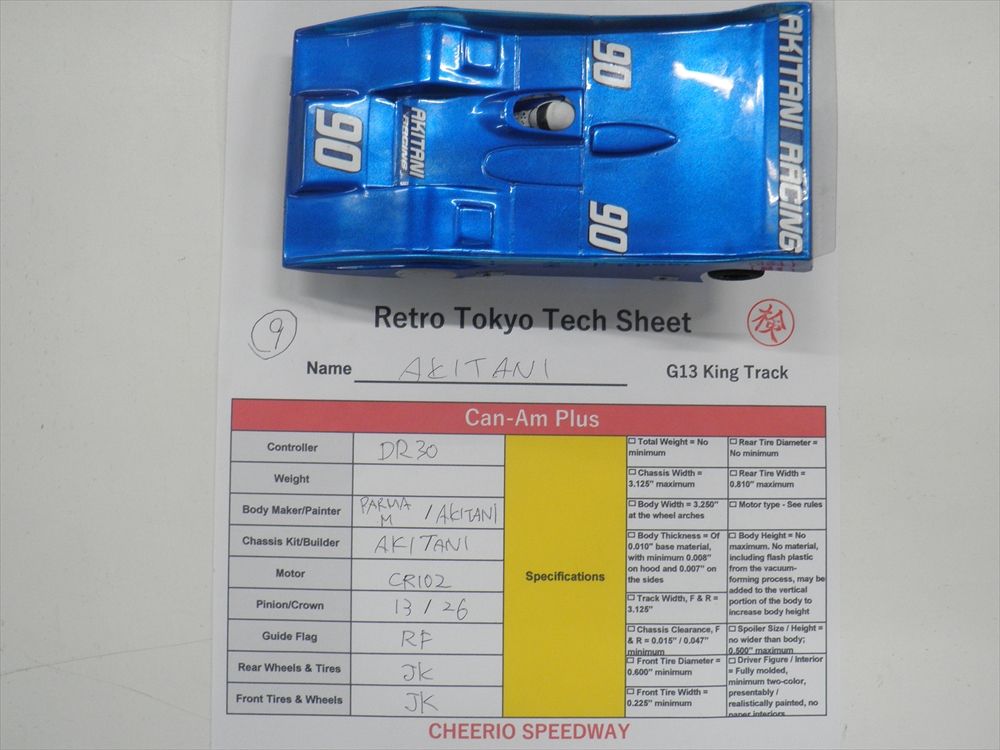 90
90
90
AKITANI
RACING
AKITANI RACING
9
Retro Tokyo Tech Sheet
Name AKITANI
G13 King Track
Can-Am Plus
Controller DR30
Weight
Body Maker/Painter PARMA M / AKITANI
Chassis Kit/Builder AKITANI
Motor CR102
Pinion/Crown 13 / 26
Guide Flag RF
Rear Wheels & Tires JK
Front Tires & Wheels JK
Specifications
☐ Total Weight = No
minimum
☐ Chassis Width =
3.125" maximum
☐ Body Width = 3.250"
at the wheel arches
☐ Body Thickness = Of
0.010" base material,
with minimum 0.008"
on hood and 0.007" on
the sides
☐ Track Width, F & R =
3.125"
☐ Chassis Clearance, F
& R = 0.015" / 0.047"
minimum
☐ Front Tire Diameter =
0.600" minimum
☐ Front Tire Width =
0.225" minimum
☐ Rear Tire Diameter =
No minimum
☐ Rear Tire Width =
0.810" maximum
☐ Motor type - See rules
☐ Body Height = No
maximum. No material,
including flash plastic
from the vacuum-
forming process, may be
added to the vertical
portion of the body to
increase body height
☐ Spoiler Size / Height =
no wider than body;
0.500" maximum
☐ Driver Figure / Interior
= Fully molded,
minimum two-color,
presentably /
realistically painted, no
paper interiors
CHEERIO SPEEDWAY